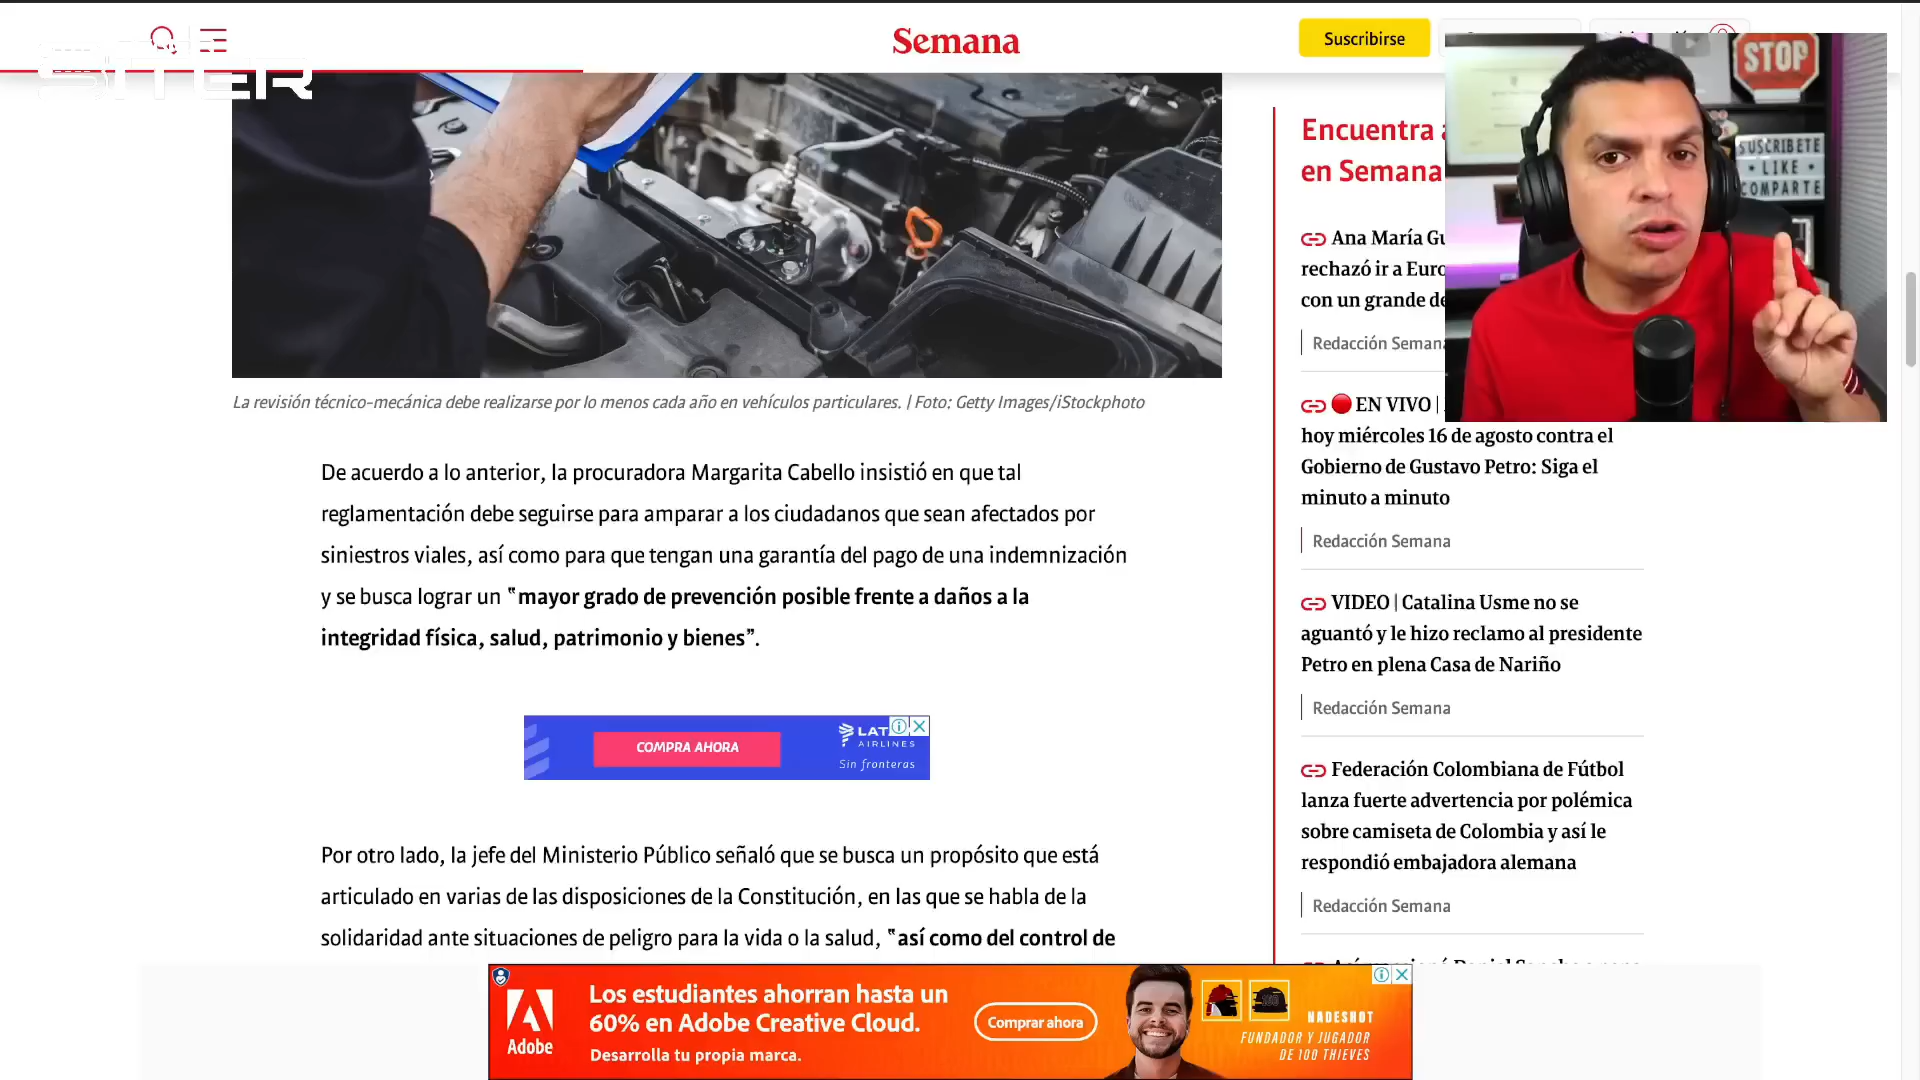 SITER
Semana
Suscribirse
STOP
SUSCRIBETE
• LIKE •
COMPARTE
La revisión técnico-mecánica debe realizarse por lo menos cada año en vehículos particulares. | Foto: Getty Images/iStockphoto
De acuerdo a lo anterior, la procuradora Margarita Cabello insistió en que tal
reglamentación debe seguirse para amparar a los ciudadanos que sean afectados por
siniestros viales, así como para que tengan una garantía del pago de una indemnización
y se busca lograr un “mayor grado de prevención posible frente a daños a la
integridad física, salud, patrimonio y bienes”.
COMPRA AHORA
LAT
AIRLINES
Sin fronteras
Por otro lado, la jefe del Ministerio Público señaló que se busca un propósito que está
articulado en varias de las disposiciones de la Constitución, en las que se habla de la
solidaridad ante situaciones de peligro para la vida o la salud, “así como del control de
Encuentra
en Semana
Ana María
rechazó ir a
con un grande
Redacción Semana
EN VIVO |
hoy miércoles 16 de agosto contra el
Gobierno de Gustavo Petro: Siga el
minuto a minuto
Redacción Semana
VIDEO | Catalina Usme no se
aguantó y le hizo reclamo al presidente
Petro en plena Casa de Nariño
Redacción Semana
Federación Colombiana de Fútbol
lanza fuerte advertencia por polémica
sobre camiseta de Colombia y así le
respondió embajadora alemana
Redacción Semana
Adobe
Los estudiantes ahorran hasta un
60% en Adobe Creative Cloud.
Desarrolla tu propia marca.
Comprar ahora
NADESHOT
FUNDADOR Y JUGADOR
DE 100 THIEVES